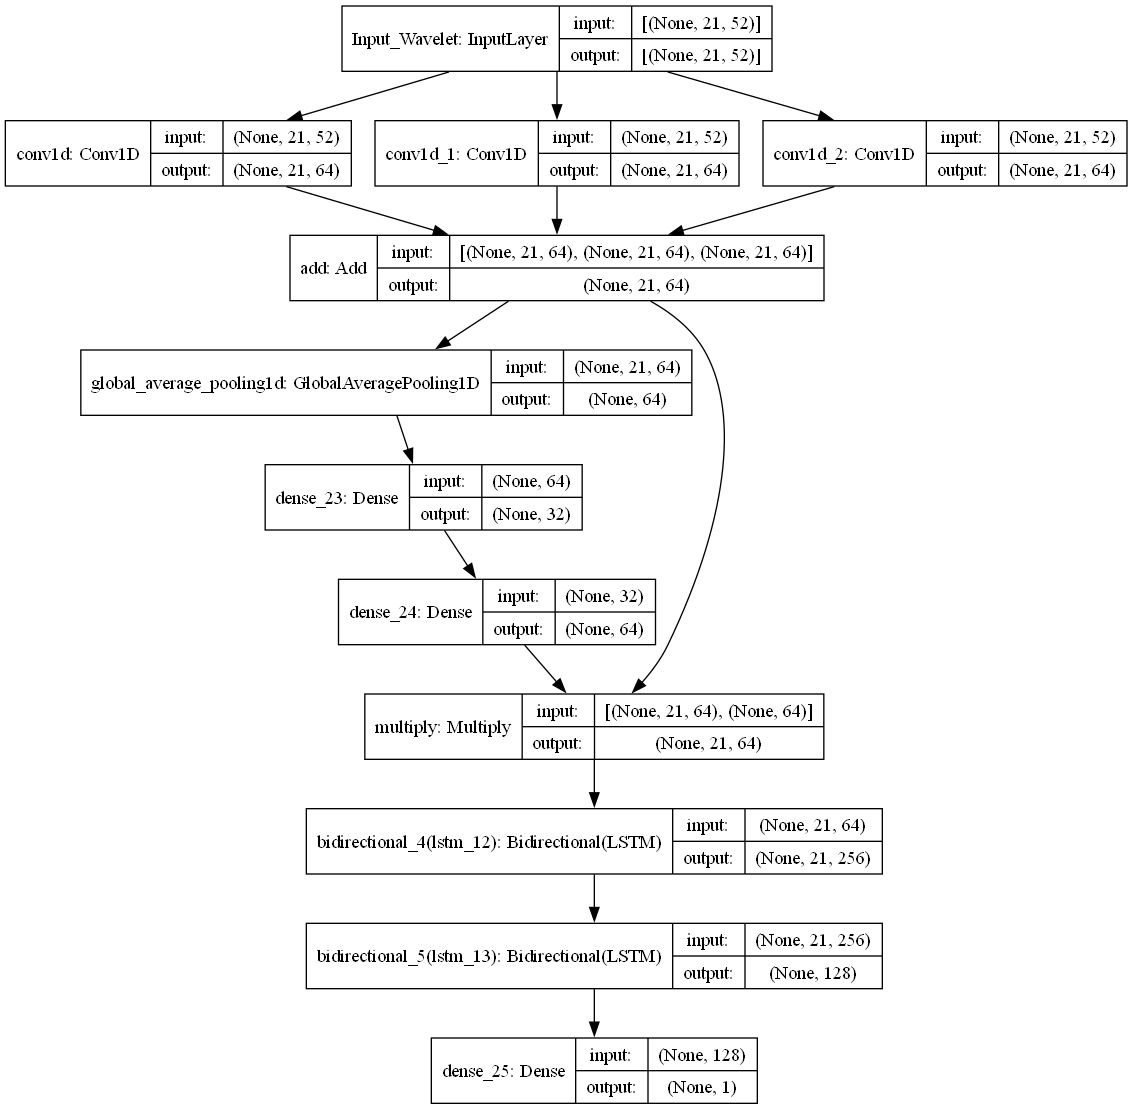 Input_Wavelet: InputLayer
input:
[(None, 21, 52)]
output:
[(None, 21, 52)]
conv1d: Conv1D
input:
(None, 21, 52)
output:
(None, 21, 64)
conv1d_1: Conv1D
input:
(None, 21, 52)
output:
(None, 21, 64)
conv1d_2: Conv1D
input:
(None, 21, 52)
output:
(None, 21, 64)
add: Add
input:
[(None, 21, 64), (None, 21, 64), (None, 21, 64)]
output:
(None, 21, 64)
global_average_pooling1d: GlobalAveragePooling1D
input:
(None, 21, 64)
output:
(None, 64)
dense_23: Dense
input:
(None, 64)
output:
(None, 32)
dense_24: Dense
input:
(None, 32)
output:
(None, 64)
multiply: Multiply
input:
[(None, 21, 64), (None, 64)]
output:
(None, 21, 64)
bidirectional_4(lstm_12): Bidirectional(LSTM)
input:
(None, 21, 64)
output:
(None, 21, 256)
bidirectional_5(lstm_13): Bidirectional(LSTM)
input:
(None, 21, 256)
output:
(None, 128)
dense_25: Dense
input:
(None, 128)
output:
(None, 1)